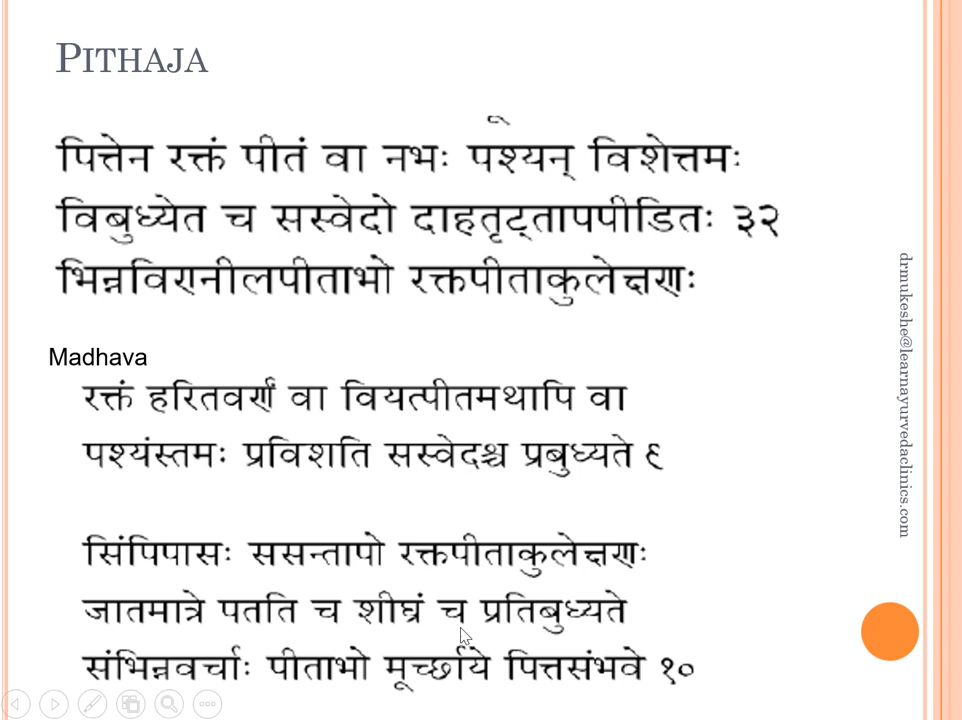 PITHAJA
पित्तेन रक्तं पीतं वा नभः पश्यन् विशेत्तमः
विबुध्येत च सस्वेदो दाहतृट्तापपीडितः ३२
भिन्नविरानीलपीताभो रक्तपीताकुलेक्षणः
Madhava
रक्तं हरितवर्णं वा वियत्पीतमथापि वा
पश्यंस्तमः प्रविशति सस्वेदश्च प्रबुध्यते ९
सिंपिपासः ससन्तापो रक्तपीताकुलेक्षणः
जातमात्रे पतति च शीघ्रं च प्रतिबुध्यते
संभिन्नवर्चाः पीताभो मूर्च्छाये पित्तसंभवे १०
drmukeshe@learnayurvedaclinics.com